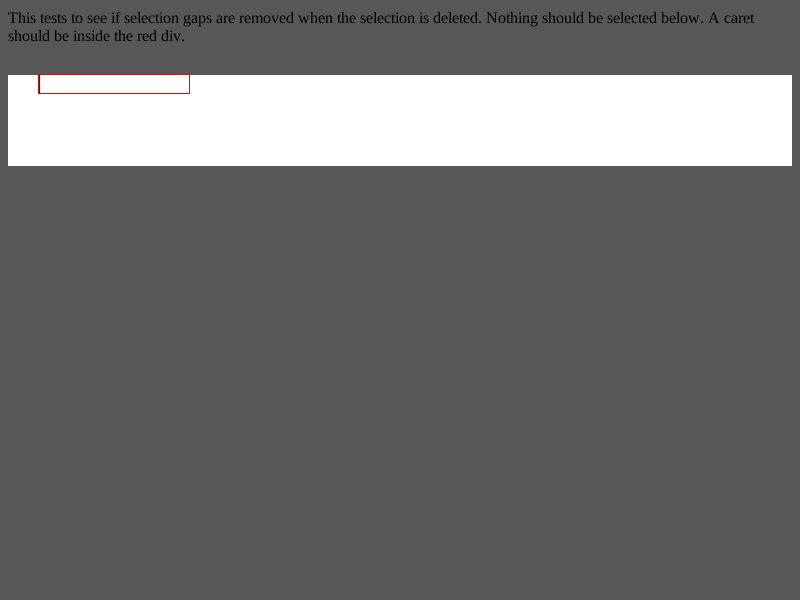 This tests to see if selection gaps are removed when the selection is deleted. Nothing should be selected below. A caret
should be inside the red div.